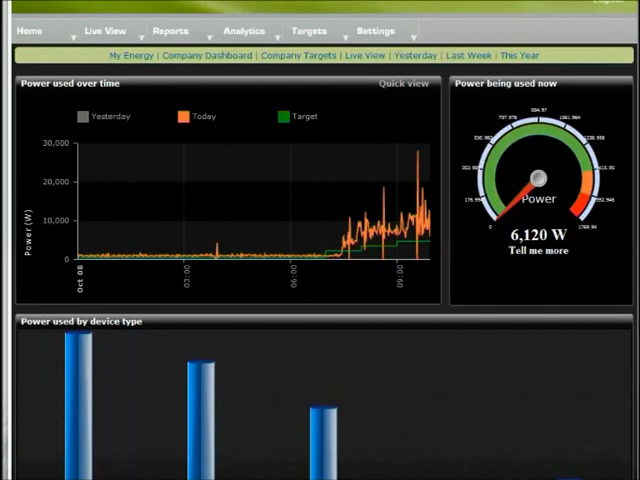 Home Live View Reports Analytics Targets Settings
My Energy | Company Dashboard | Company Targets | Live View | Yesterday | Last Week | This Year
Power used over time Quick view
Yesterday Today Target
30,000
20,000
10,000
0
Power (W)
Oct 08 03:00 06:00 09:00
Power being used now
884.97
0
Power
6,120 W
Tell me more
Power used by device type